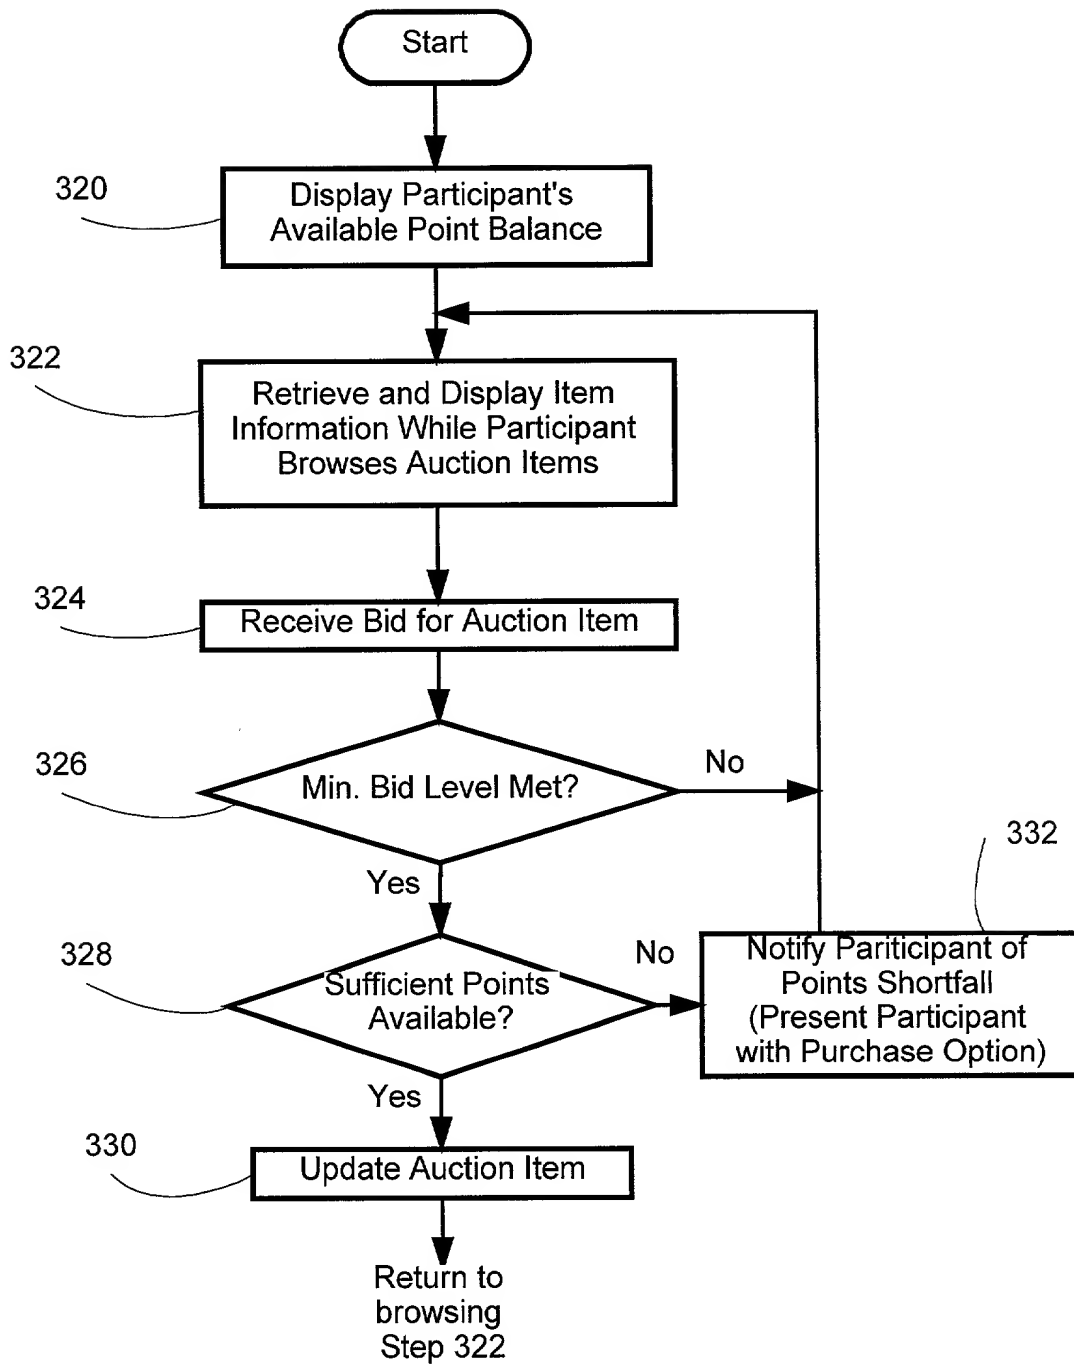 Start
320
Display Participant's
Available Point Balance
322
Retrieve and Display Item
Information While Participant
Browses Auction Items
324
Receive Bid for Auction Item
326
Min. Bid Level Met?
No
Yes
332
328
Sufficient Points
Available?
No
Notify Pariticipant of
Points Shortfall
(Present Participant
with Purchase Option)
Yes
330
Update Auction Item
Return to
browsing
Step 322